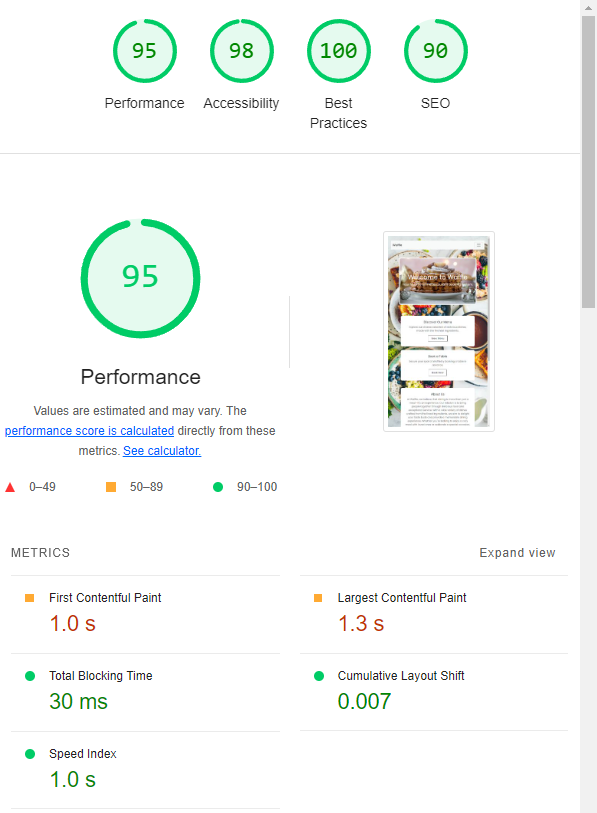 95
98
100
90
Performance
Accessibility
Best
Practices
SEO
95
Performance
Values are estimated and may vary. The
performance score is calculated directly from these
metrics. See calculator.
0–49
50–89
90–100
Welcome To Waffle
METRICS
Expand view
First Contentful Paint
1.0 s
Largest Contentful Paint
1.3 s
Total Blocking Time
30 ms
Cumulative Layout Shift
0.007
Speed Index
1.0 s